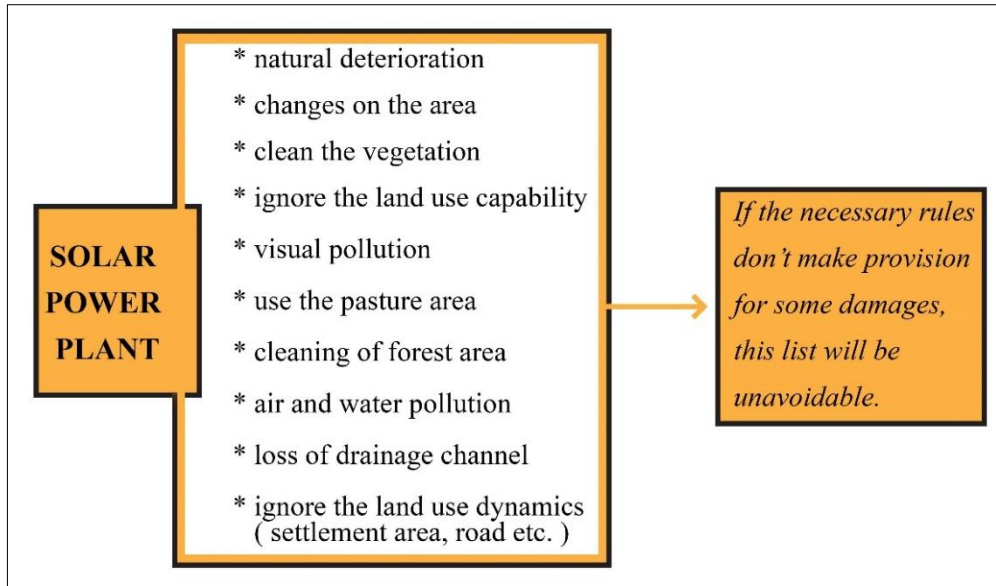 SOLAR
POWER
PLANT
* natural deterioration
* changes on the area
* clean the vegetation
* ignore the land use capability
* visual pollution
* use the pasture area
* cleaning of forest area
* air and water pollution
* loss of drainage channel
* ignore the land use dynamics
( settlement area, road etc. )
If the necessary rules
don’t make provision
for some damages,
this list will be
unavoidable.